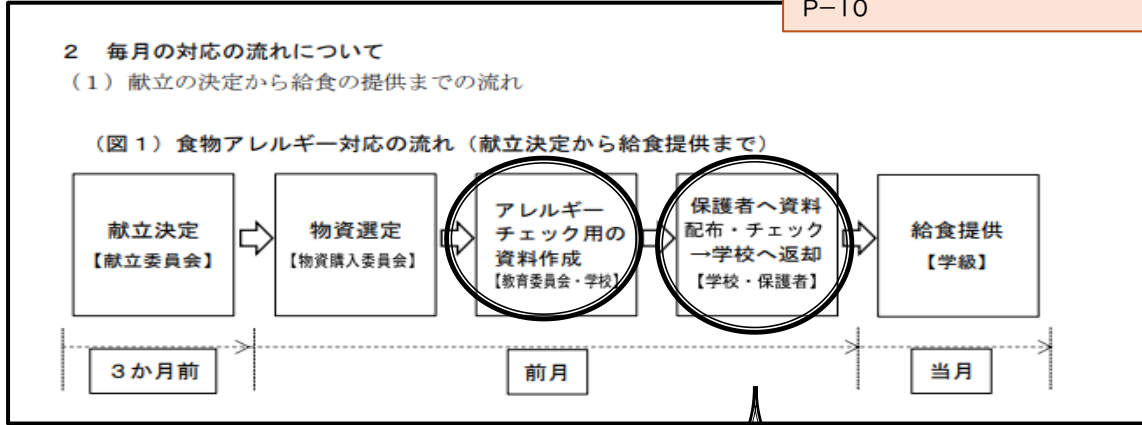 P-10
2 毎月の対応の流れについて
(1)献立の決定から給食の提供までの流れ
(図1)食物アレルギー対応の流れ(献立決定から給食提供まで)
献立決定
【献立委員会】
物資選定
【物資購入委員会】
アレルギー
チェック用の
資料作成
【教育委員会・学校】
保護者へ資料
配布・チェック
→学校へ返却
【学校・保護者】
給食提供
【学級】
3か月前
前月
当月